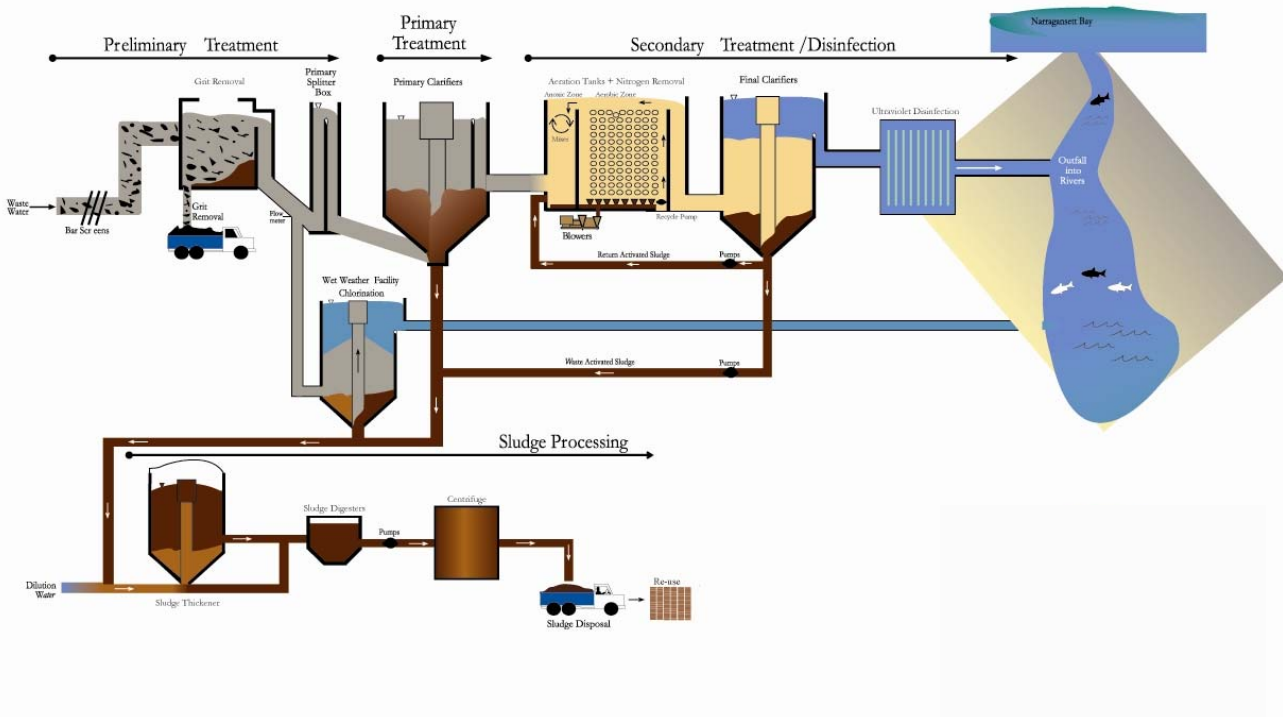 Preliminary Treatment
Primary
Treatment
Secondary Treatment /Disinfection
Narragansett Bay
Grit Removal
Primary
Splitter
Box
Primary Clarifiers
Aeration Tanks + Nitrogen Removal
Anoxic Zone
Aerobic Zone
Mixer
Final Clarifiers
Ultraviolet Disinfection
Outfall
into
Rivers
Waste
Water
Bar Screens
Grit
Removal
Flow
meter
Blowers
Recycle Pump
Return Activated Sludge
Pumps
Wet Weather Facility
Chlorination
Waste Activated Sludge
Pumps
Sludge Processing
Sludge Digesters
Pumps
Centrifuge
Dilution
Water
Sludge Thickener
Sludge Disposal
Re-use